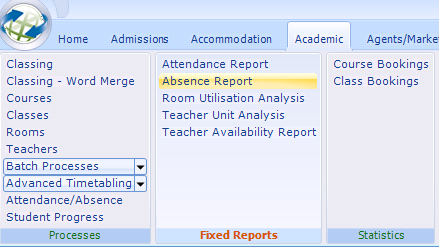 Home Admissions Accommodation Academic Agents/Marke
Classing
Classing - Word Merge
Courses
Classes
Rooms
Teachers
Batch Processes
Advanced Timetabling
Attendance/Absence
Student Progress
Processes
Attendance Report
Absence Report
Room Utilisation Analysis
Teacher Unit Analysis
Teacher Availability Report
Fixed Reports
Course Bookings
Class Bookings
Statistics